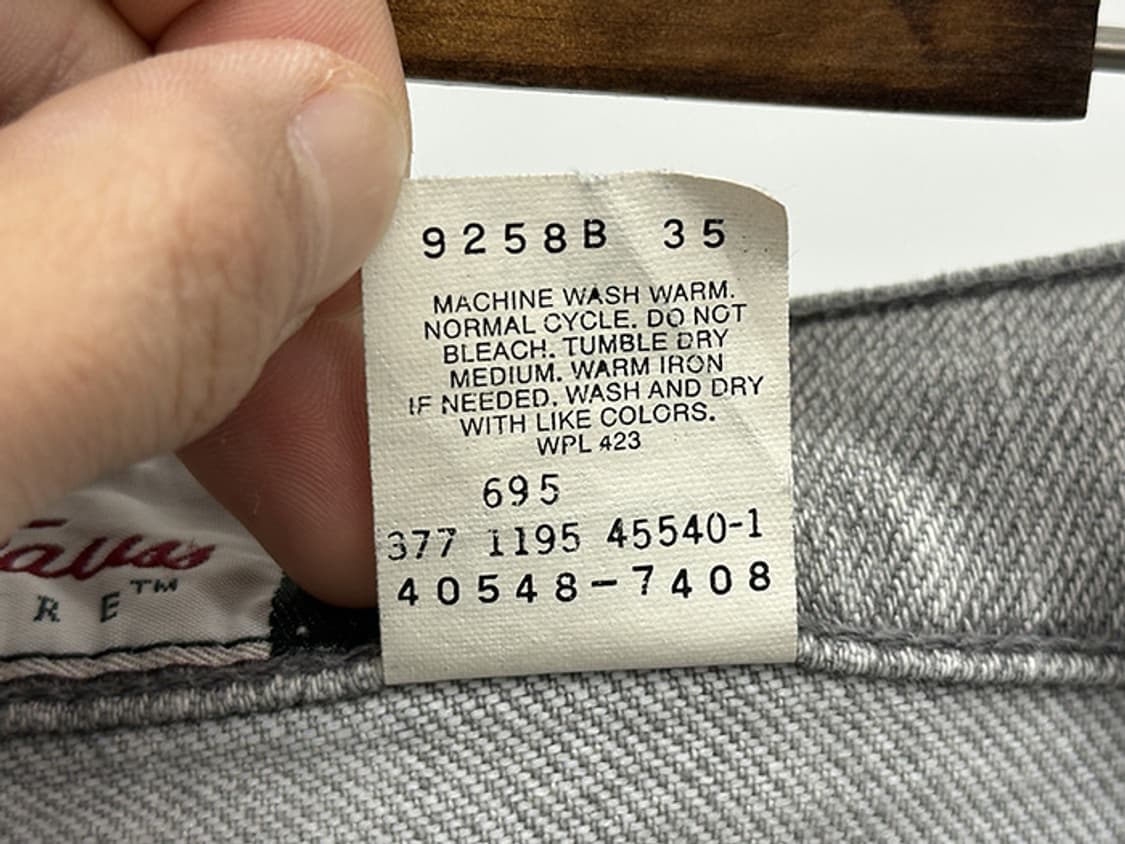 9258B 35
MACHINE WASH WARM.
NORMAL CYCLE. DO NOT
BLEACH. TUMBLE DRY
MEDIUM. WARM IRON
IF NEEDED. WASH AND DRY
WITH LIKE COLORS.
WPL 423
695
377 1195 45540-1
40548-7408
R E™